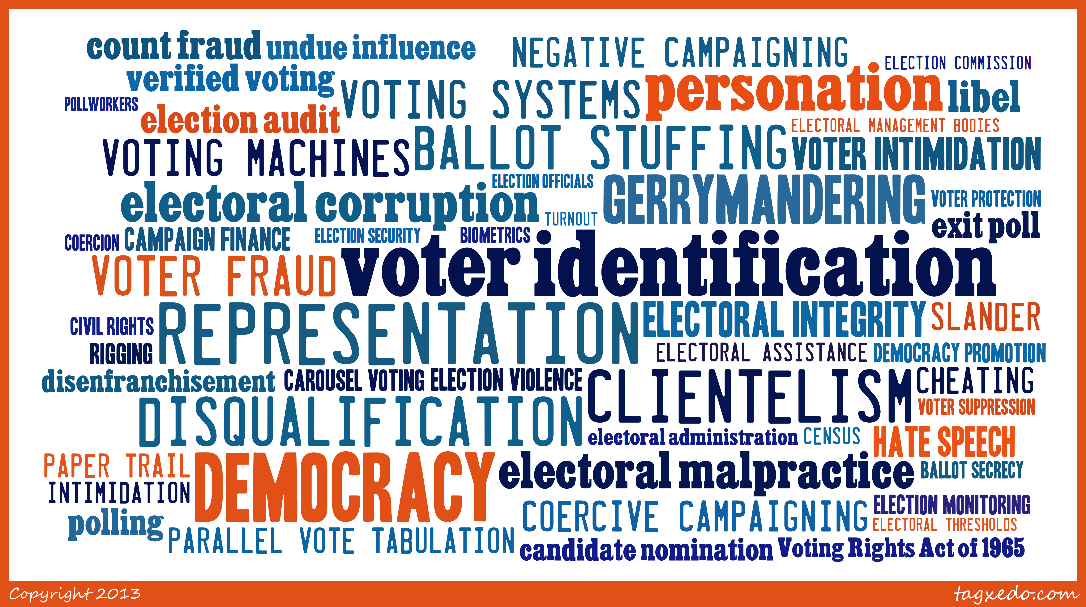 count fraud undue influence NEGATIVE CAMPAIGNING ELECTION COMMISSION
verified voting VOTING SYSTEMS personation libel
POLLWORKERS election audit ELECTORAL MANAGEMENT BODIES
VOTING MACHINES BALLOT STUFFING VOTER INTIMIDATION
ELECTION OFFICIALS GERRYMANDERING VOTER PROTECTION
electoral corruption TURNOUT exit poll
COERCION CAMPAIGN FINANCE ELECTION SECURITY BIOMETRICS
VOTER FRAUD voter identification
CIVIL RIGHTS REPRESENTATION ELECTORAL INTEGRITY SLANDER
RIGGING ELECTORAL ASSISTANCE DEMOCRACY PROMOTION
disenfranchisement CAROUSEL VOTING ELECTION VIOLENCE CLIENTELISM CHEATING
VOTER SUPPRESSION
DISQUALIFICATION electoral administration CENSUS HATE SPEECH
PAPER TRAIL DEMOCRACY electoral malpractice BALLOT SECRECY
INTIMIDATION ELECTION MONITORING
polling COERCIVE CAMPAIGNING ELECTORAL THRESHOLDS
PARALLEL VOTE TABULATION candidate nomination Voting Rights Act of 1965
Copyright 2013 tagxedo.com